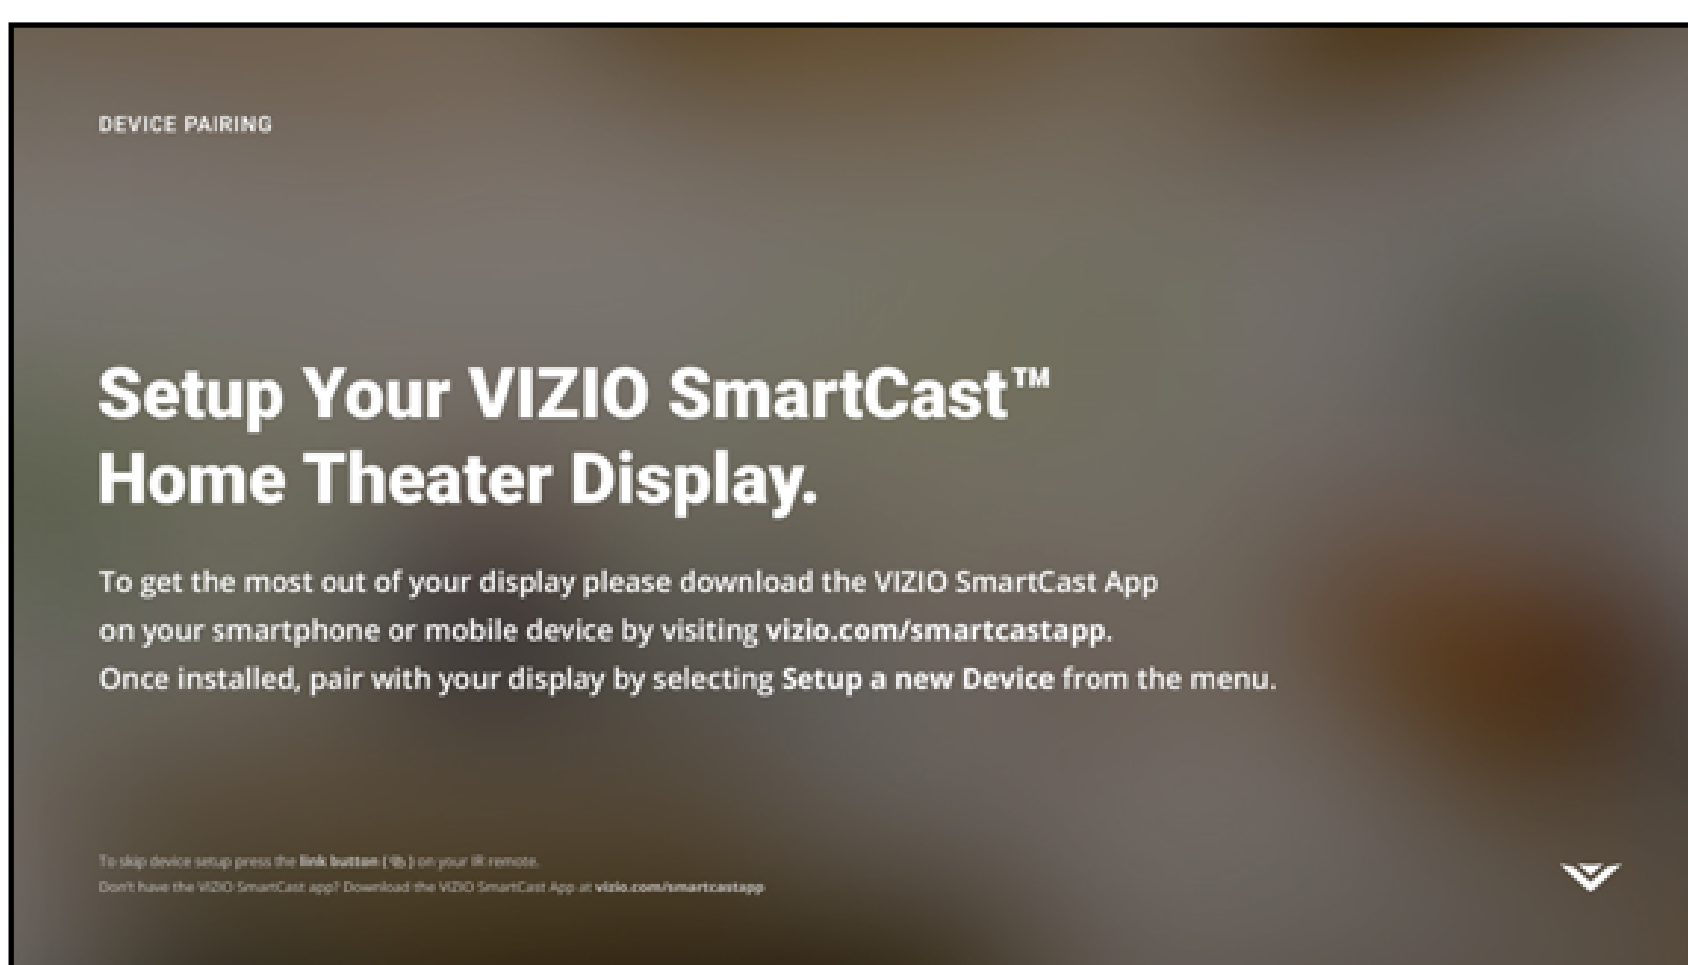 DEVICE PAIRING
Setup Your VIZIO SmartCast™
Home Theater Display.
To get the most out of your display please download the VIZIO SmartCast App
on your smartphone or mobile device by visiting vizio.com/smartcastapp.
Once installed, pair with your display by selecting Setup a new Device from the menu.
To skip device setup press the link button ( ) on your IR remote.
Don't have the VIZIO SmartCast app? Download the VIZIO SmartCast App at vizio.com/smartcastapp